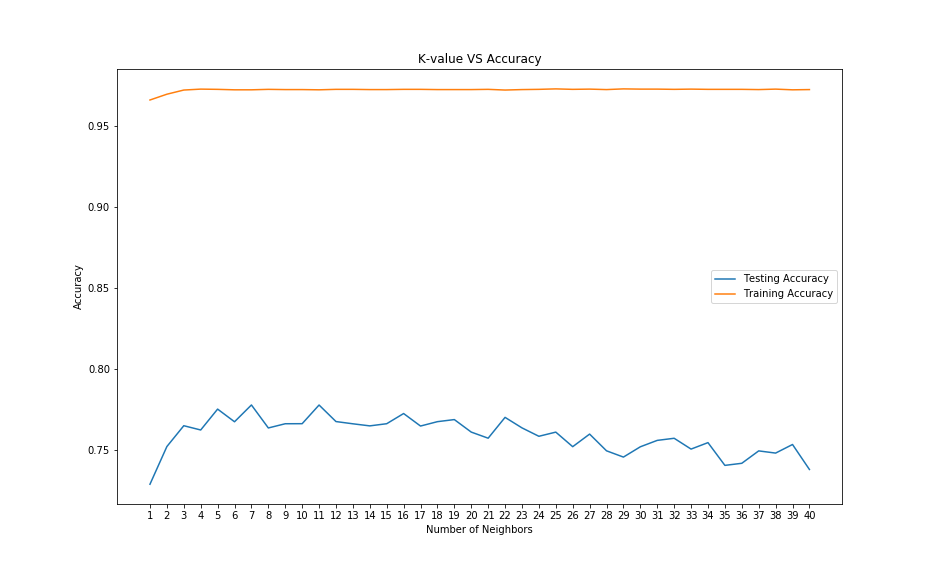 K-value VS Accuracy
0.95
0.90
0.85
0.80
0.75
Accuracy
Testing Accuracy
Training Accuracy
1 2 3 4 5 6 7 8 9 10 11 12 13 14 15 16 17 18 19 20 21 22 23 24 25 26 27 28 29 30 31 32 33 34 35 36 37 38 39 40
Number of Neighbors